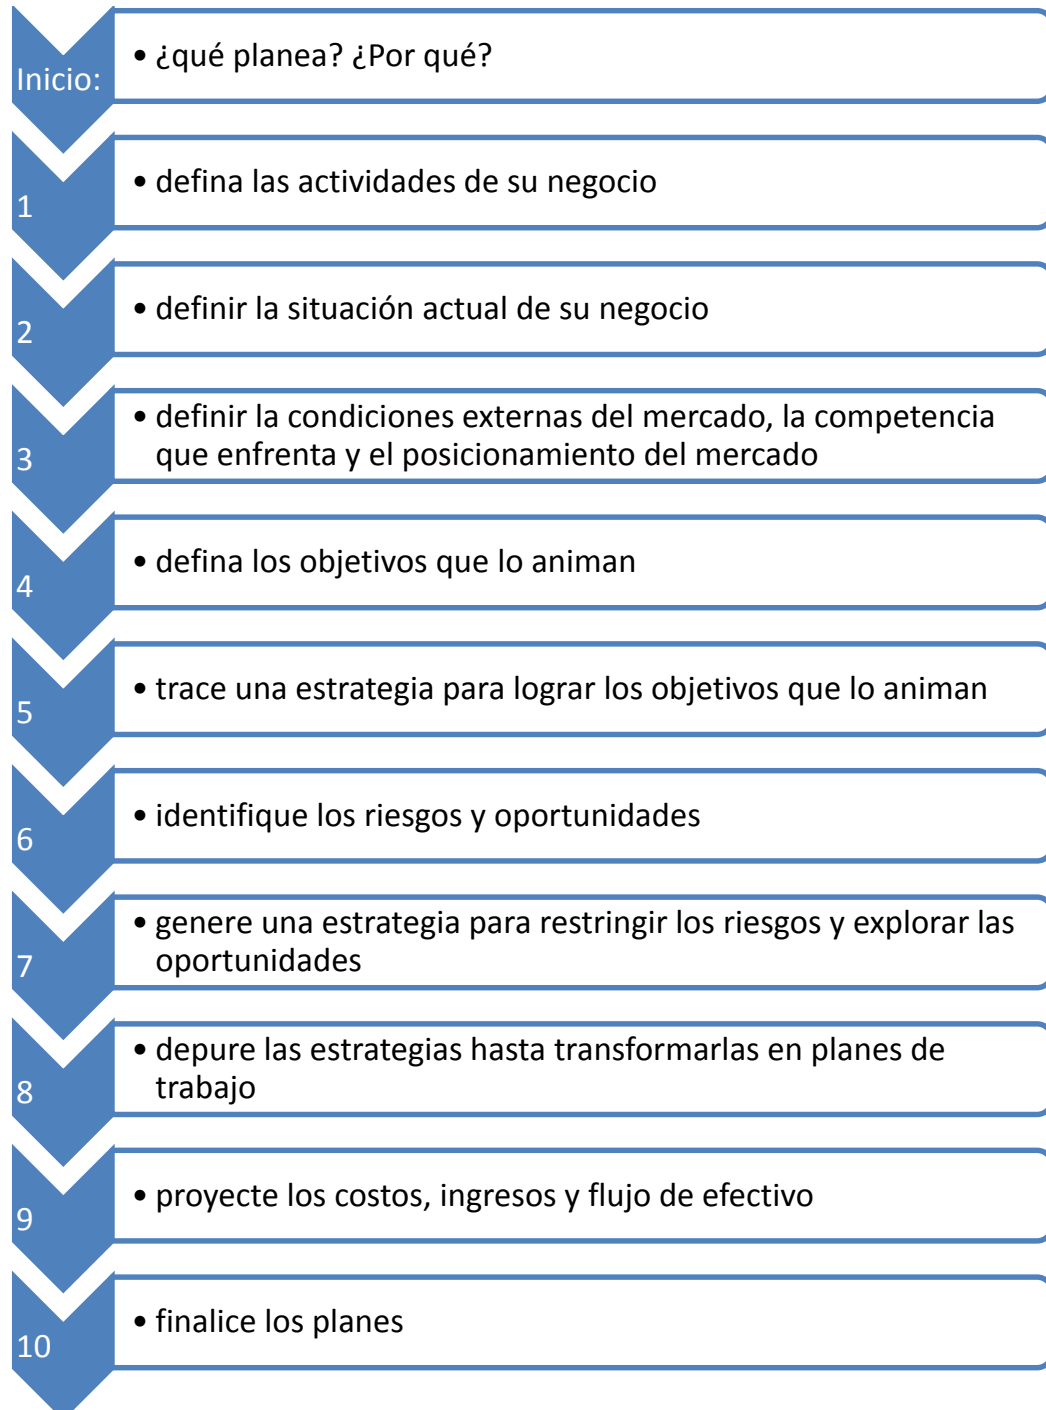 Inicio:
• ¿qué planea? ¿Por qué?
1
• defina las actividades de su negocio
2
• definir la situación actual de su negocio
3
• definir la condiciones externas del mercado, la competencia
que enfrenta y el posicionamiento del mercado
4
• defina los objetivos que lo animan
5
• trace una estrategia para lograr los objetivos que lo animan
6
• identifique los riesgos y oportunidades
7
• genere una estrategia para restringir los riesgos y explorar las
oportunidades
8
• depure las estrategias hasta transformarlas en planes de
trabajo
9
• proyecte los costos, ingresos y flujo de efectivo
10
• finalice los planes